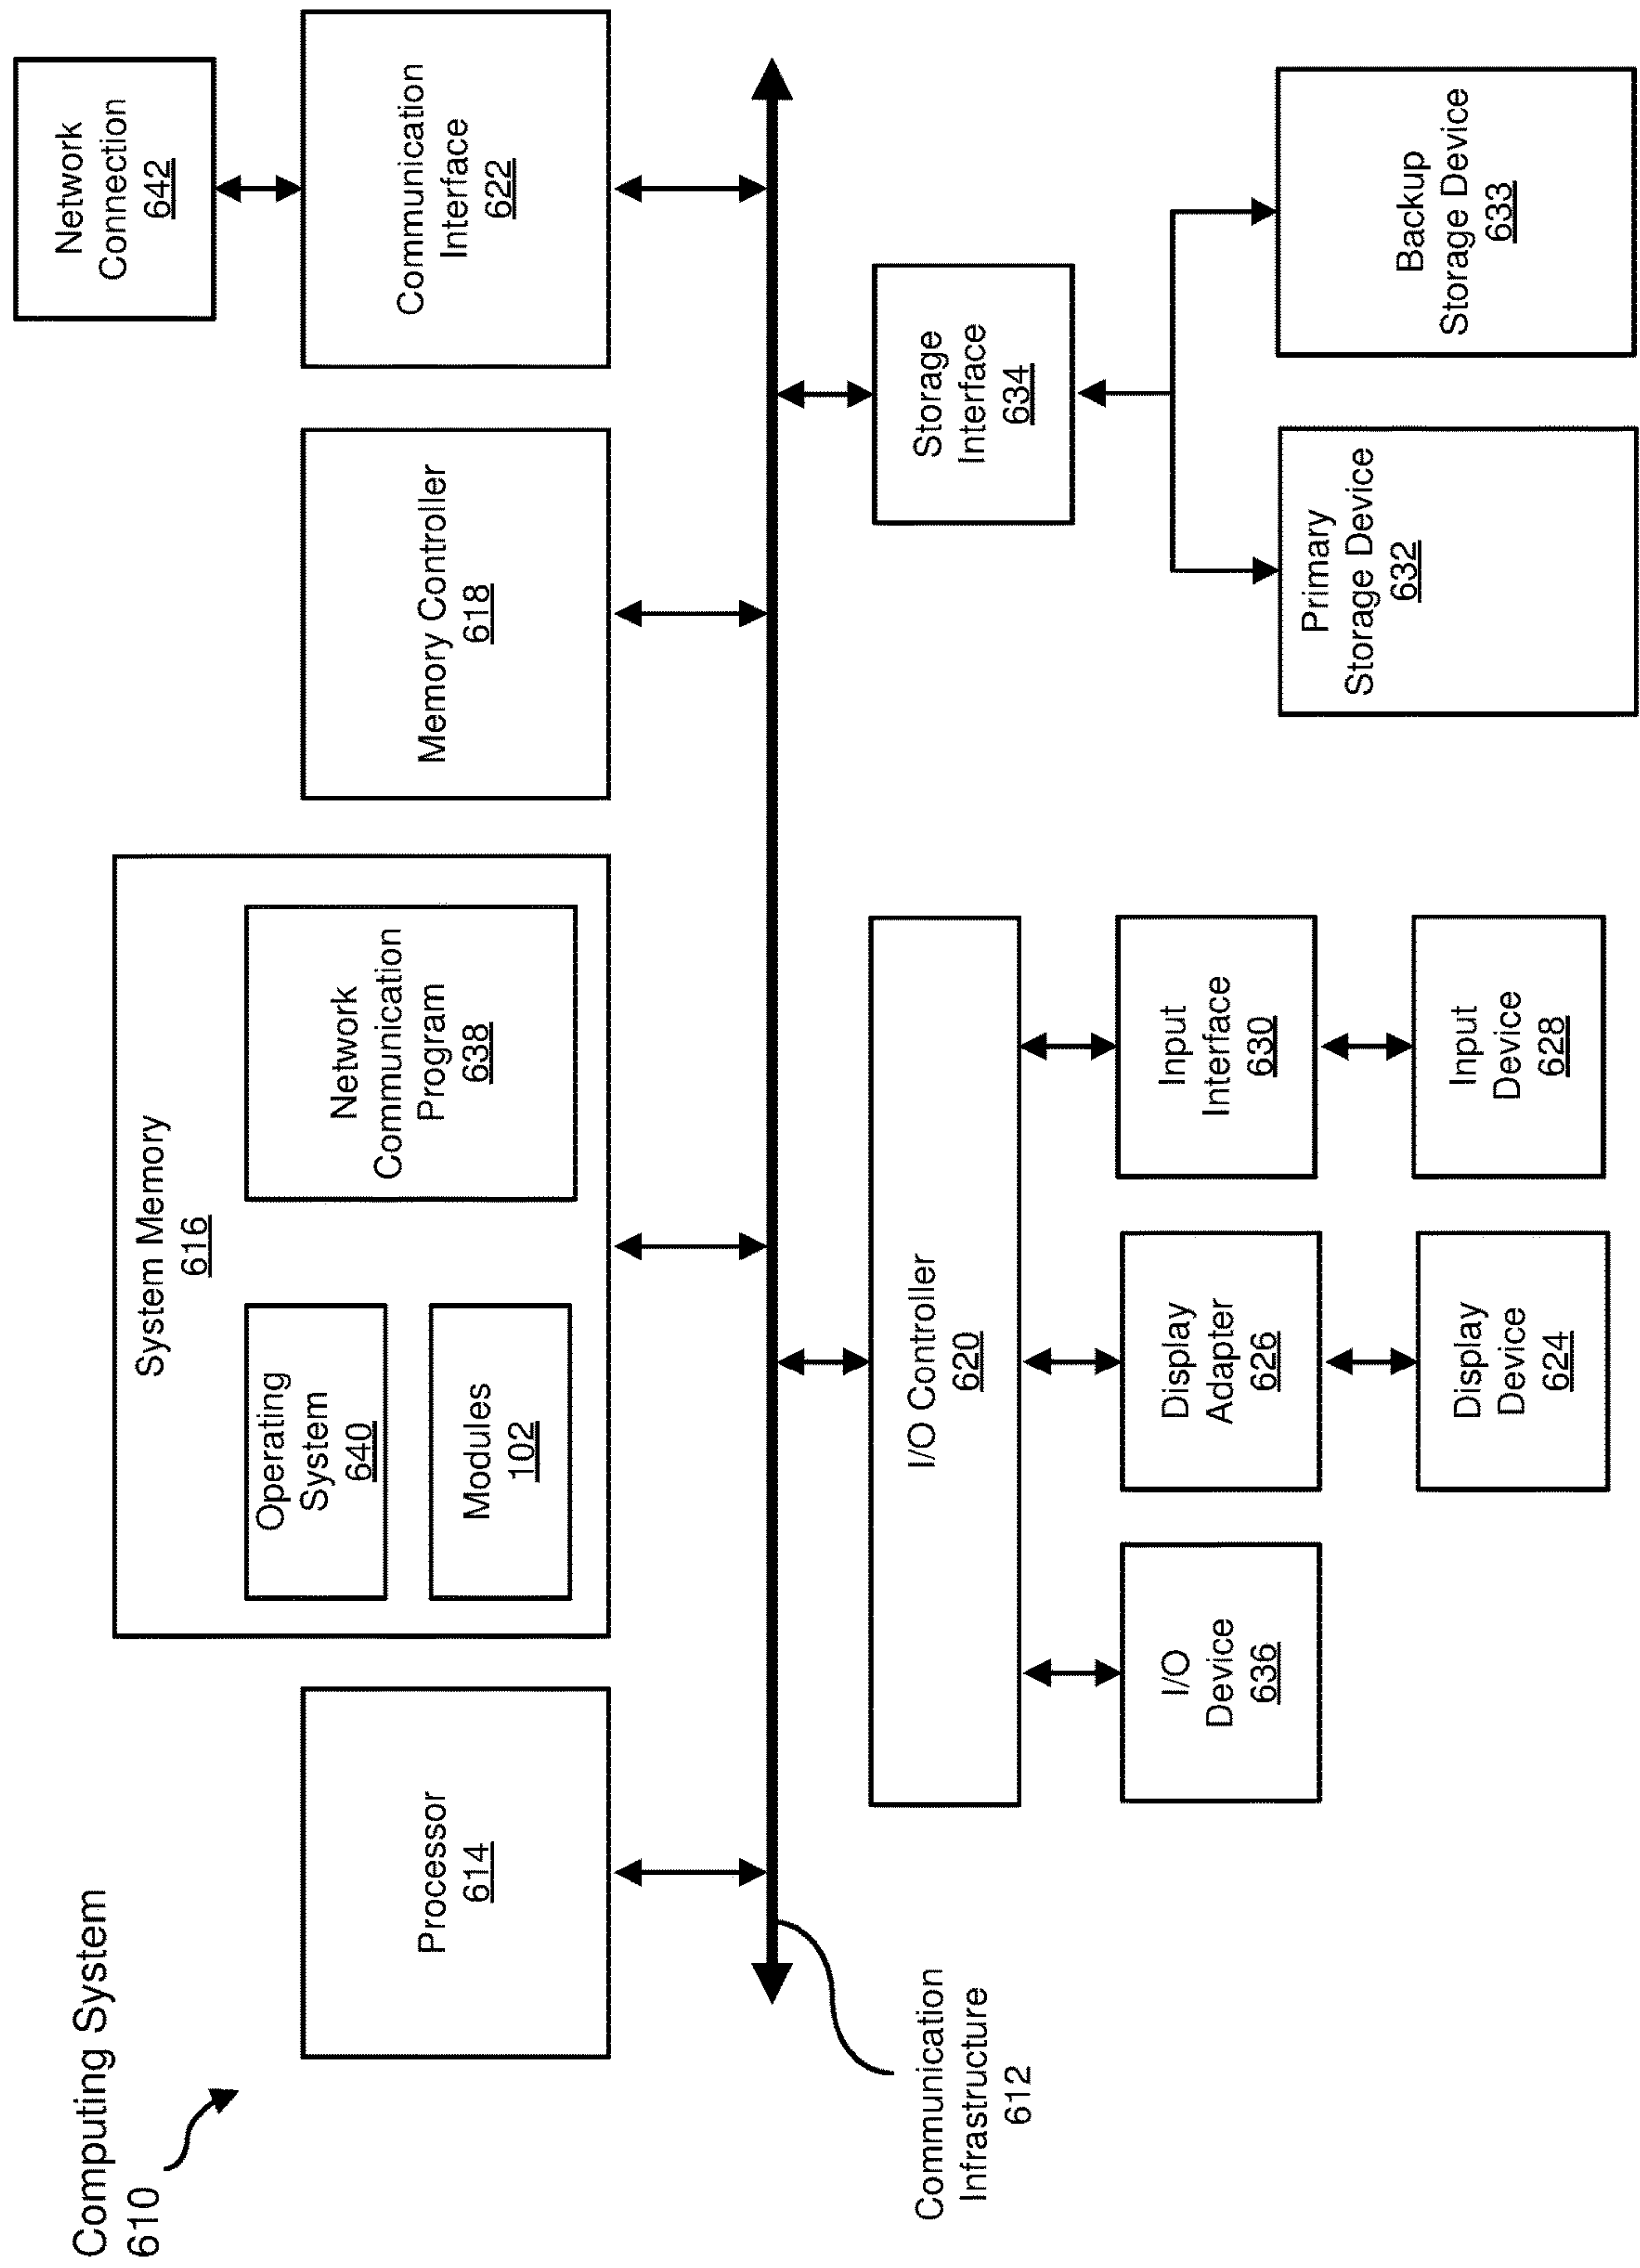 Computing System
610
Processor
614
System Memory
616
Operating
System
640
Modules
102
Network
Communication
Program
638
Memory Controller
618
Communication
Interface
622
Network
Connection
642
Communication
Infrastructure
612
I/O Controller
620
I/O
Device
636
Display
Adapter
626
Input
Interface
630
Display
Device
624
Input
Device
628
Storage
Interface
634
Primary
Storage Device
632
Backup
Storage Device
633